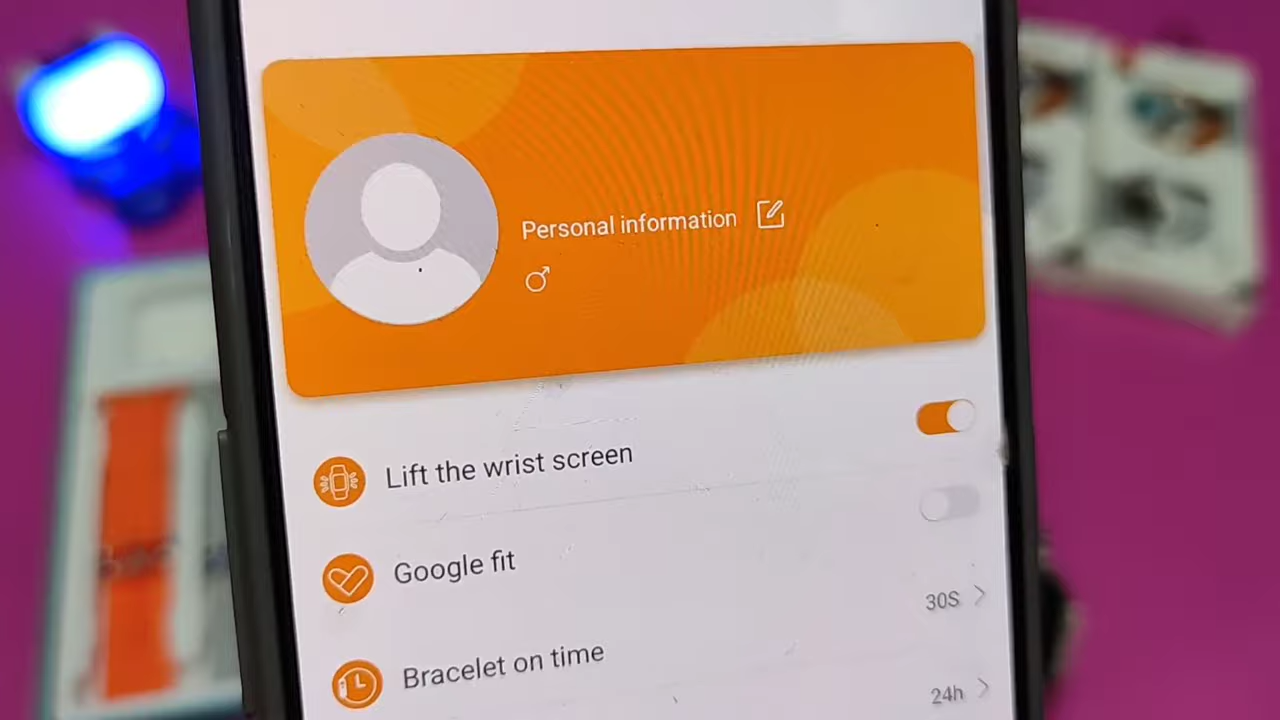 Personal information
Lift the wrist screen
Google fit
30S
Bracelet on time
24h